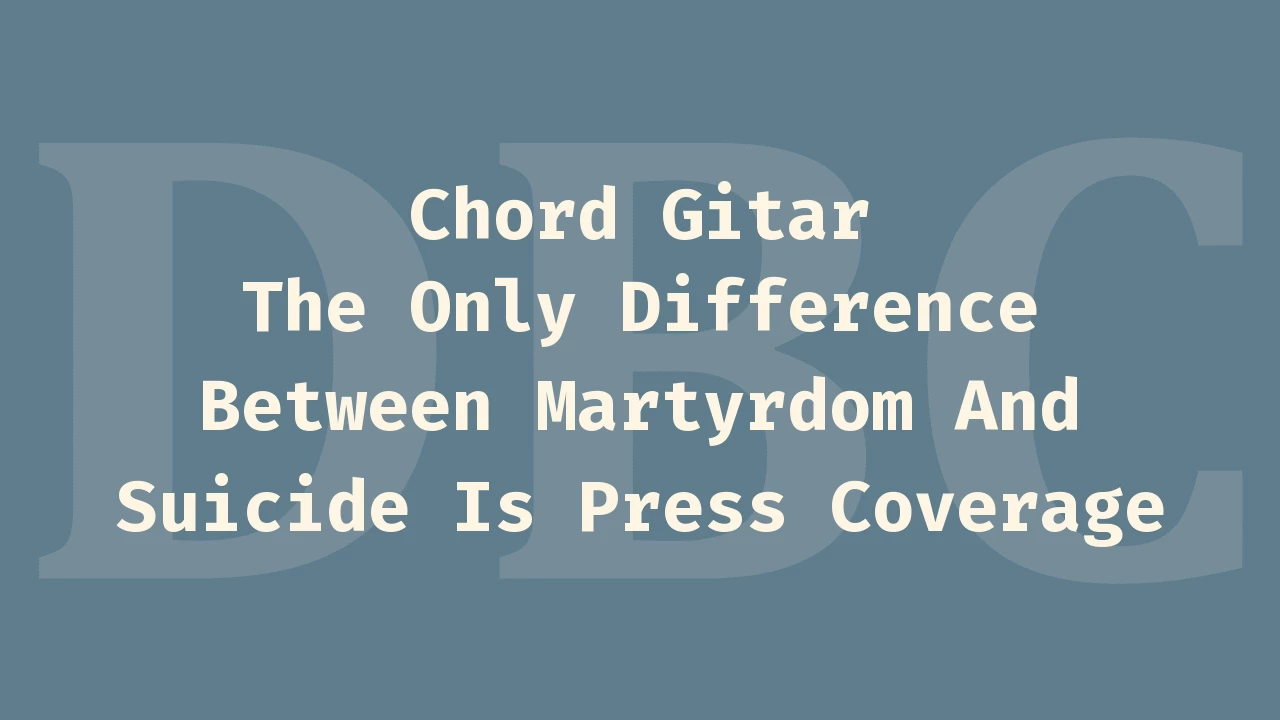 DBC
Chord Gitar
The Only Difference
Between Martyrdom And
Suicide Is Press Coverage